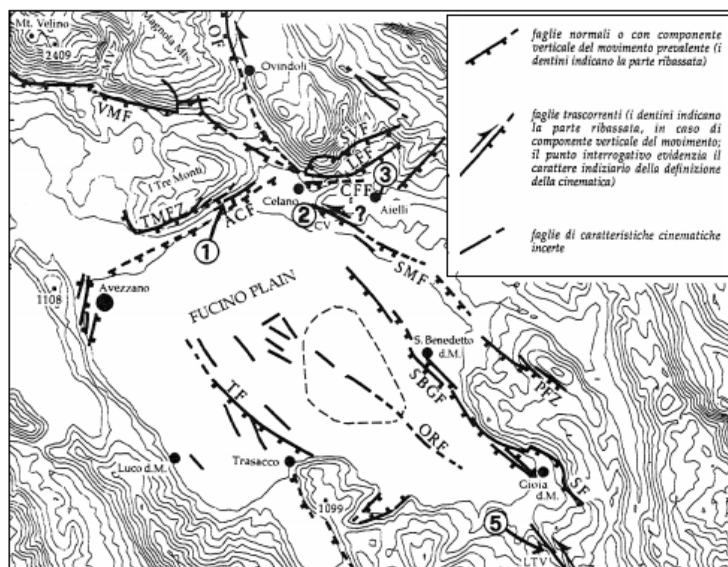 Mt. Velino
2409
Magnola Mts.
OF
Ovindoli
VMF
I Tre Monti
TMFZ
ACF
Celano
CFF
3
Aielli
1
2
CV
?
SMF
1108
Avezzano
FUCINO PLAIN
S. Benedetto
d.M.
SBGF
PFZ
TF
ORF
Luco d.M.
Trasacco
1099
Gioia
d.M.
SF
5
LTV
faglie normali o con componente
verticale del movimento prevalente (i
dentini indicano la parte ribassata)
faglie trascorrenti (i dentini indicano
la parte ribassata, in caso di
componente verticale del movimento;
il punto interrogativo evidenzia il
carattere indiziario della definizione
della cinematica)
faglie di caratteristiche cinematiche
incerte